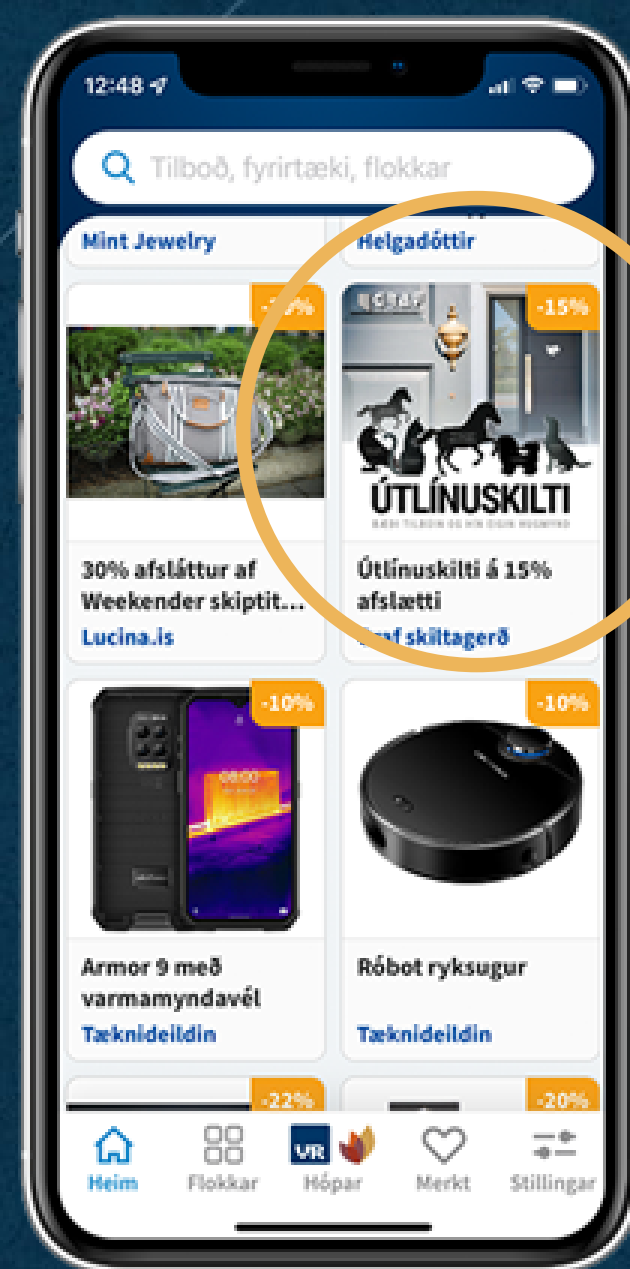 12:48
Tilboð, fyrirtæki, flokkar
Mint Jewelry
Helgadóttir
-15%
ÚTLÍNUSKILTI
30% afsláttur af
Weekender skiptit...
Lucina.is
Útlínuskilti á 15%
afslætti
skiltagerð
-10%
08:00
-10%
Armor 9 með
varmamyndavél
Tæknideildin
Róbot ryksugur
Tæknideildin
-22%
-20%
VR
Heim
Flokkar
Hópar
Merkt
Stillingar